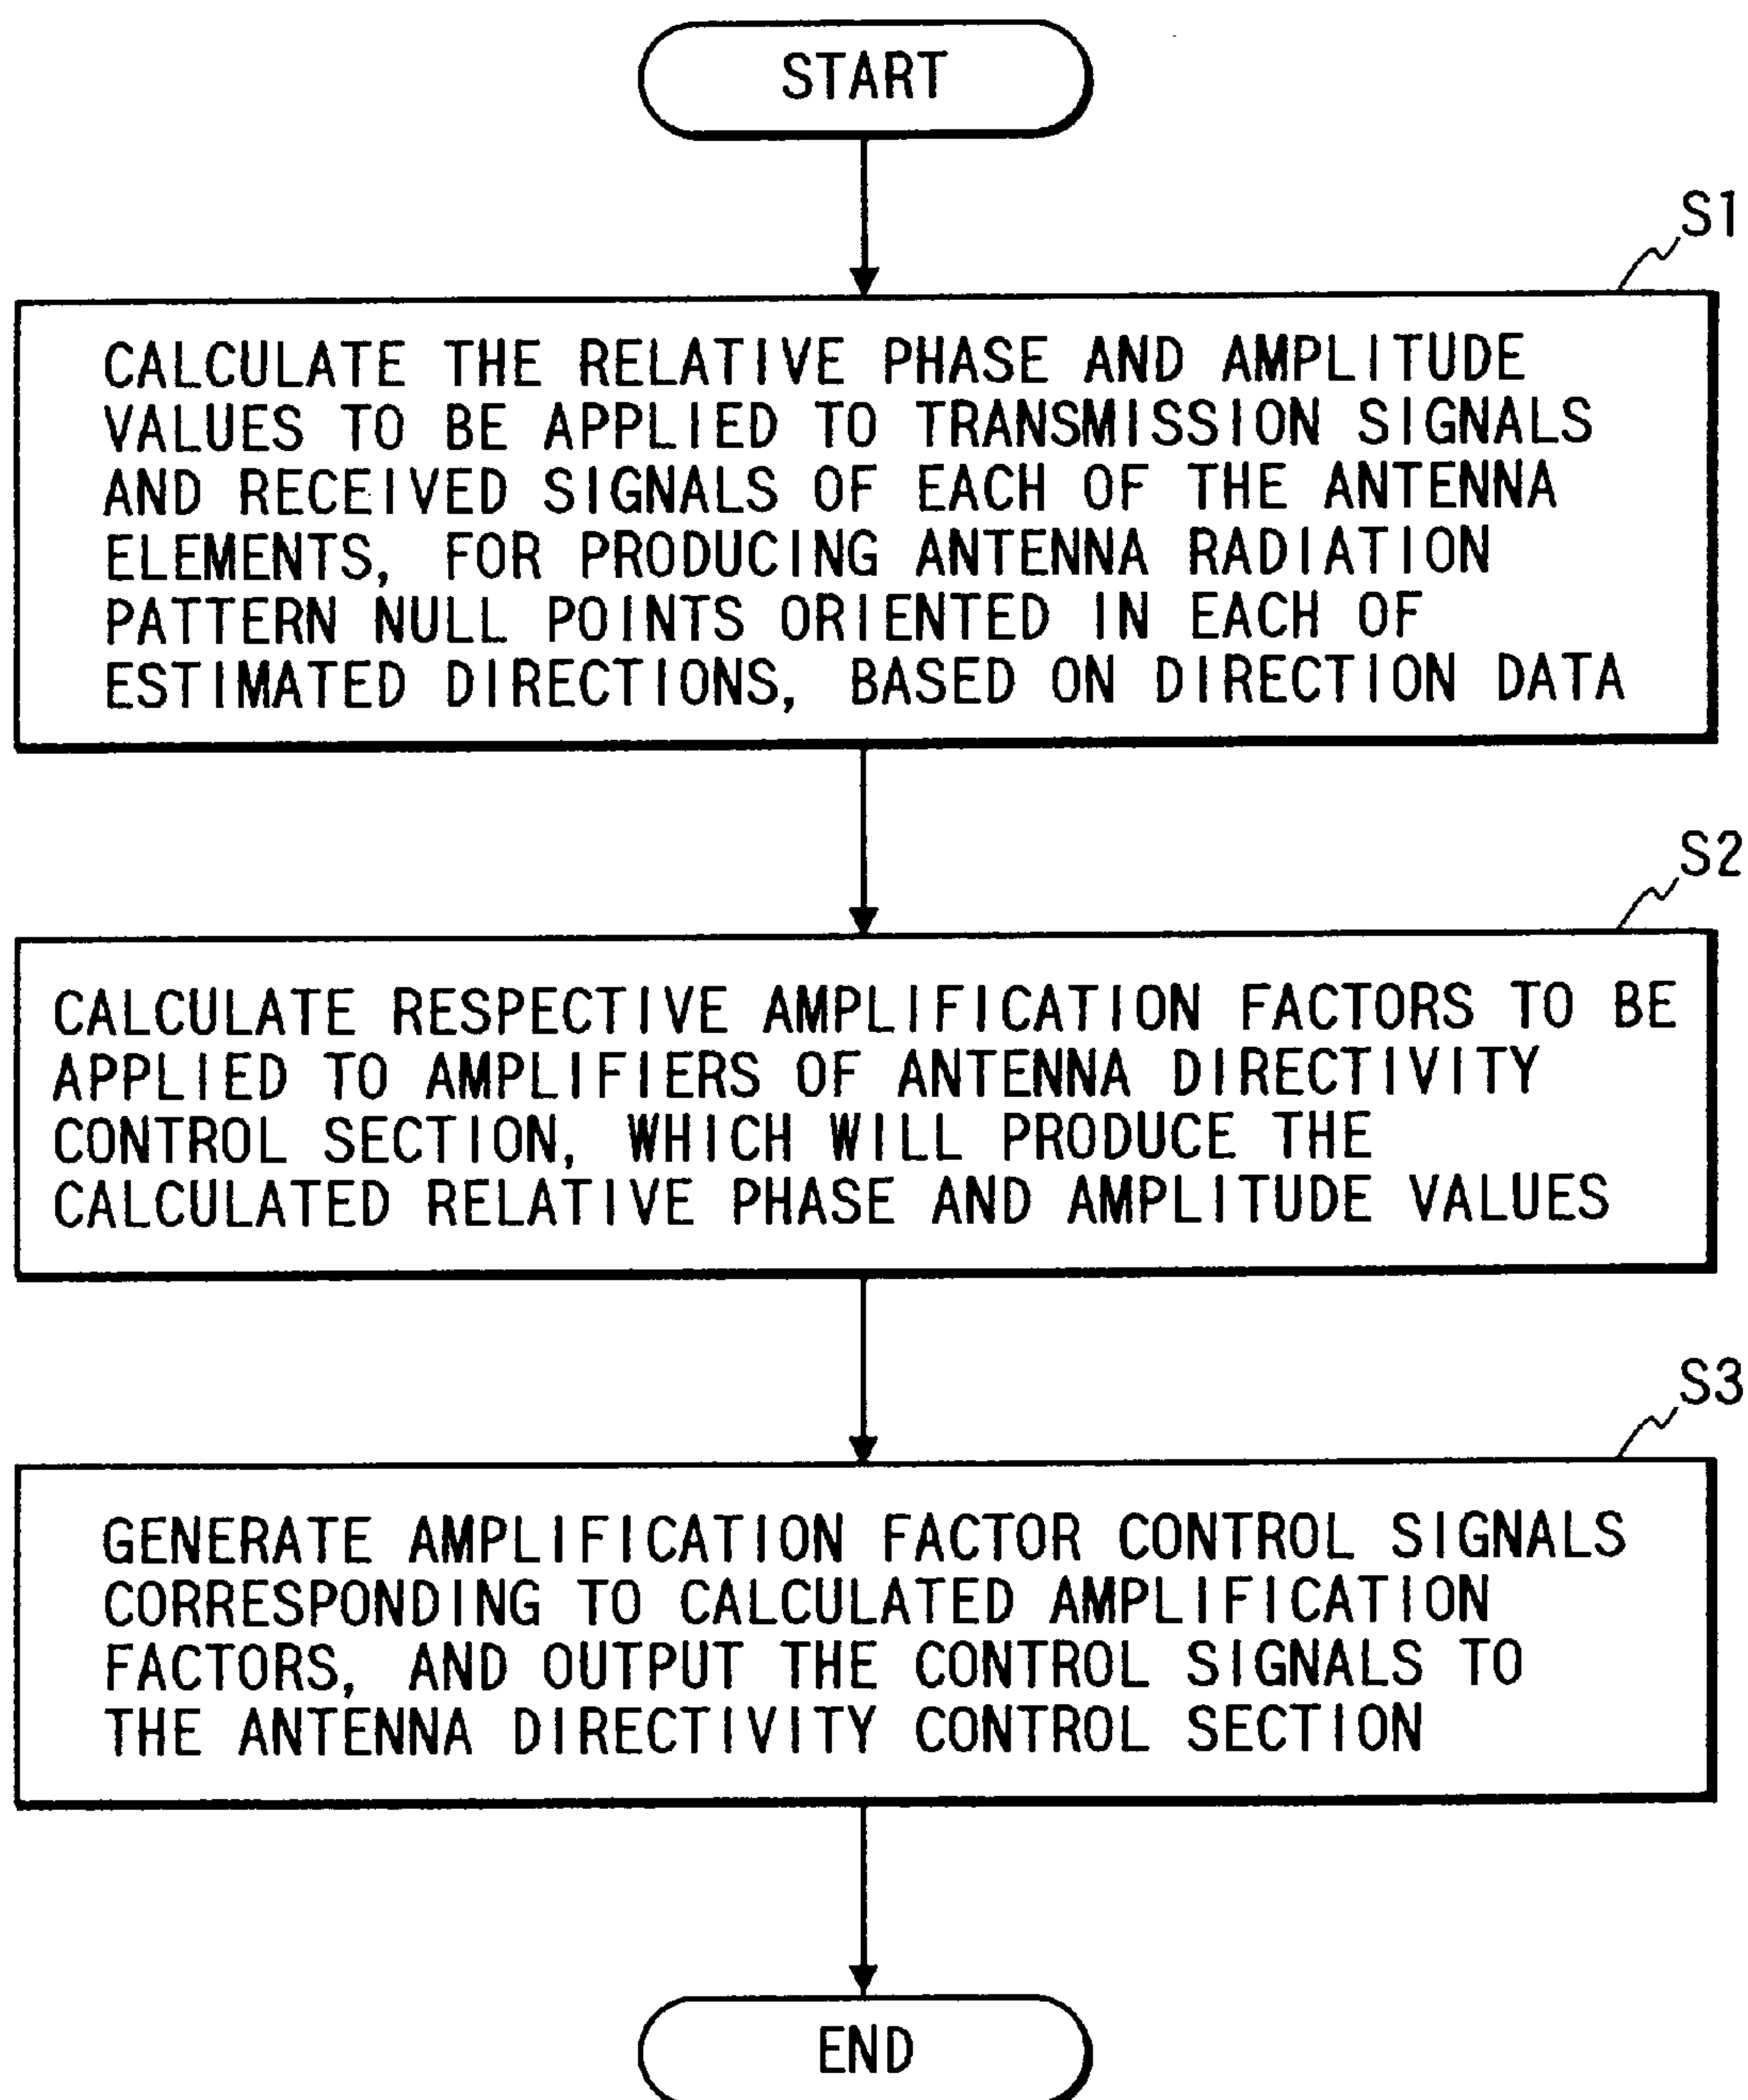 START
S1
CALCULATE THE RELATIVE PHASE AND AMPLITUDE
VALUES TO BE APPLIED TO TRANSMISSION SIGNALS
AND RECEIVED SIGNALS OF EACH OF THE ANTENNA
ELEMENTS, FOR PRODUCING ANTENNA RADIATION
PATTERN NULL POINTS ORIENTED IN EACH OF
ESTIMATED DIRECTIONS, BASED ON DIRECTION DATA
S2
CALCULATE RESPECTIVE AMPLIFICATION FACTORS TO BE
APPLIED TO AMPLIFIERS OF ANTENNA DIRECTIVITY
CONTROL SECTION, WHICH WILL PRODUCE THE
CALCULATED RELATIVE PHASE AND AMPLITUDE VALUES
S3
GENERATE AMPLIFICATION FACTOR CONTROL SIGNALS
CORRESPONDING TO CALCULATED AMPLIFICATION
FACTORS, AND OUTPUT THE CONTROL SIGNALS TO
THE ANTENNA DIRECTIVITY CONTROL SECTION
END